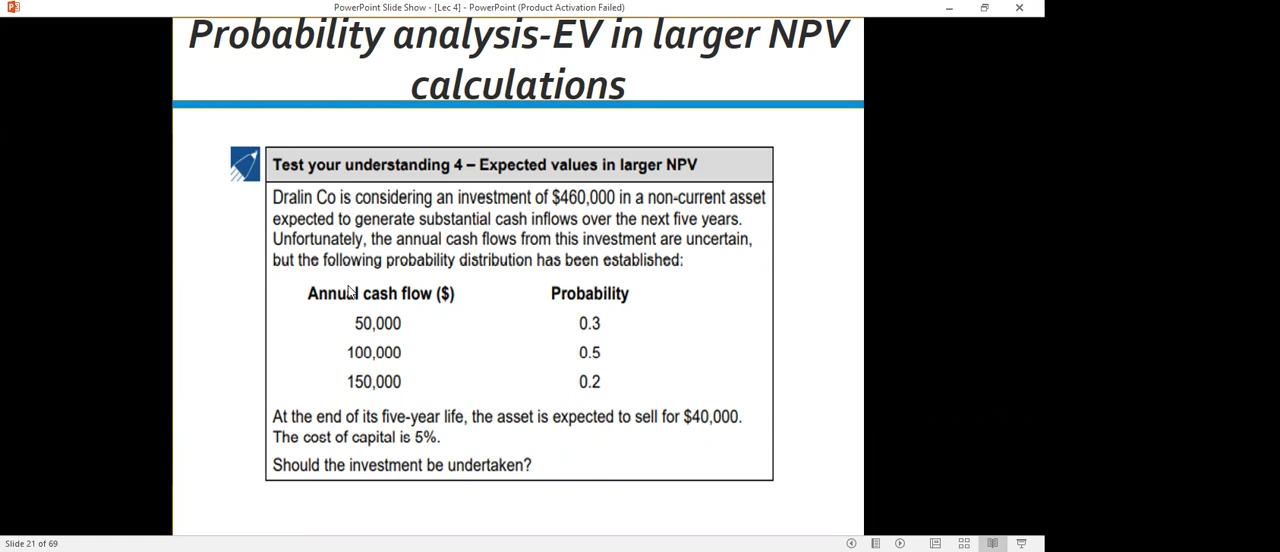 PowerPoint Slide Show - [Lec 4] - PowerPoint (Product Activation Failed)
Probability analysis-EV in larger NPV
calculations
Test your understanding 4 – Expected values in larger NPV
Dralin Co is considering an investment of $460,000 in a non-current asset
expected to generate substantial cash inflows over the next five years.
Unfortunately, the annual cash flows from this investment are uncertain,
but the following probability distribution has been established:
Annual cash flow ($) Probability
50,000 0.3
100,000 0.5
150,000 0.2
At the end of its five-year life, the asset is expected to sell for $40,000.
The cost of capital is 5%.
Should the investment be undertaken?
Slide 21 of 69